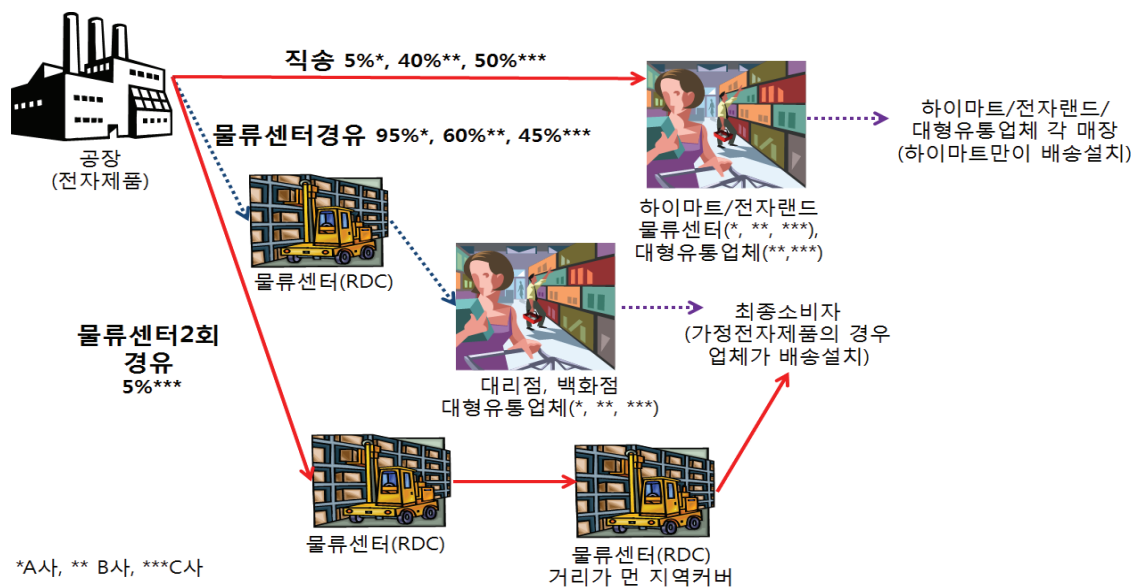 직송 5%*, 40%**, 50%***
물류센터경유 95%*, 60%**, 45%***
공장
(전자제품)
하이마트/전자랜드/
대형유통업체 각 매장
(하이마트만이 배송설치)
하이마트/전자랜드
물류센터(*, **, ***),
대형유통업체(**,***)
물류센터(RDC)
물류센터2회
경유
5%***
최종소비자
(가정전자제품의 경우
업체가 배송설치)
대리점, 백화점
대형유통업체(*, **, ***)
물류센터(RDC)
물류센터(RDC)
거리가 먼 지역커버
*A사, ** B사, ***C사